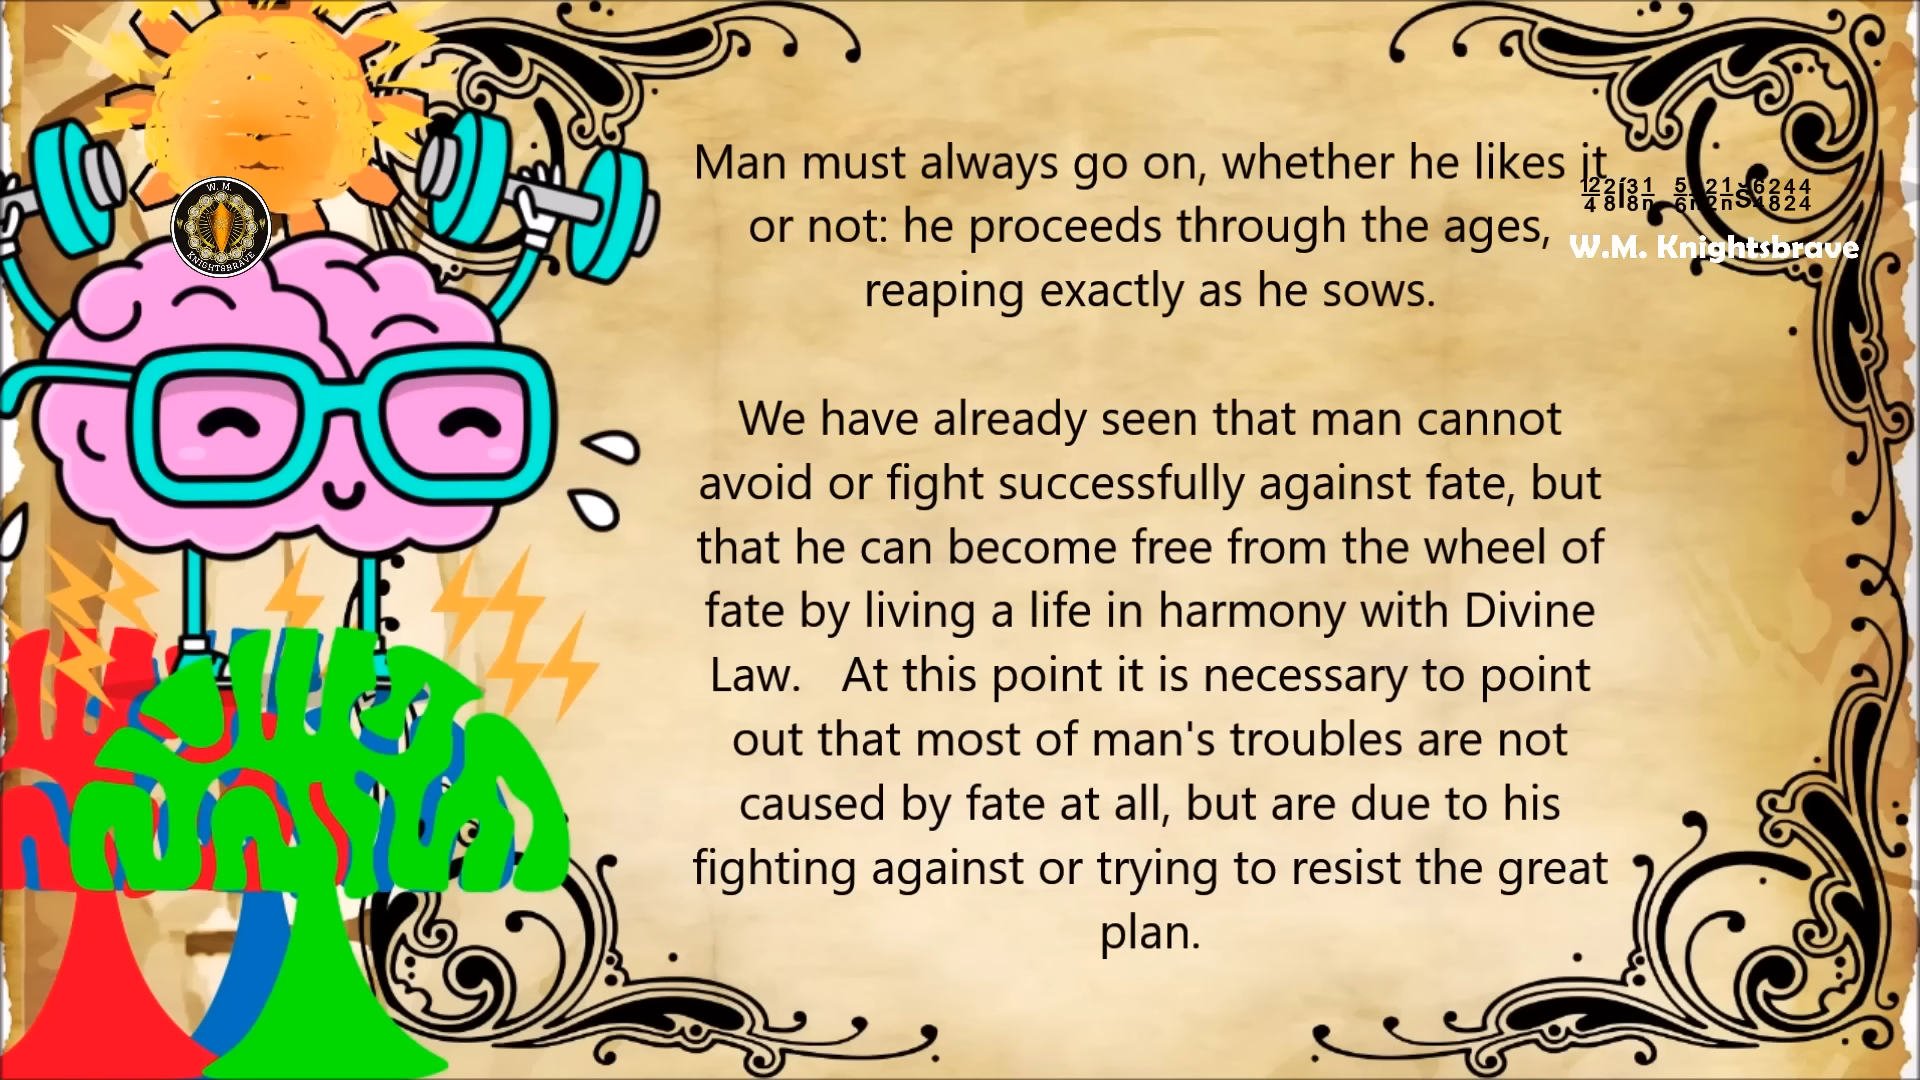 Man must always go on, whether he likes it
or not: he proceeds through the ages,
reaping exactly as he sows.
We have already seen that man cannot
avoid or fight successfully against fate, but
that he can become free from the wheel of
fate by living a life in harmony with Divine
Law.   At this point it is necessary to point
out that most of man's troubles are not
caused by fate at all, but are due to his
fighting against or trying to resist the great
plan.
W.M. Knightsbrave
W. M.
KNIGHTSBRAVE